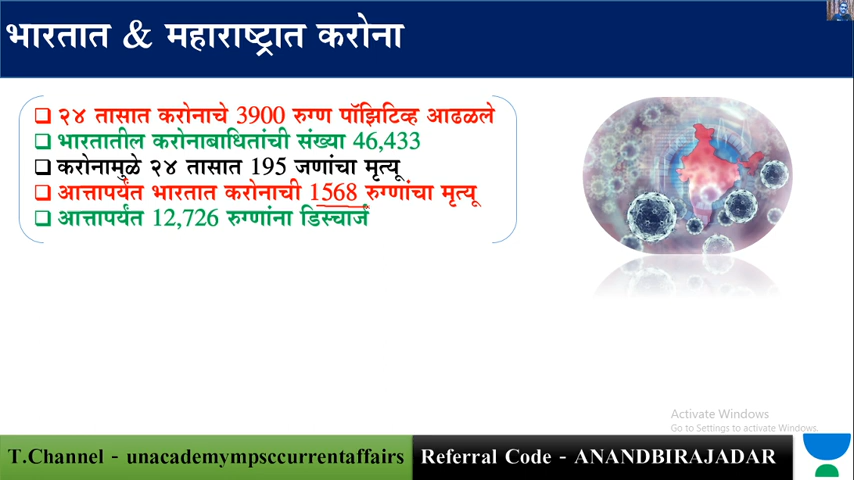 भारतात & महाराष्ट्रात करोना
२४ तासात करोनाचे 3900 रुग्ण पॉझिटिव्ह आढळले
भारतातील करोनाबाधितांची संख्या 46,433
करोनामुळे २४ तासात 195 जणांचा मृत्यू
आत्तापर्यंत भारतात करोनाची 1568 रुग्णांचा मृत्यू
आत्तापर्यंत 12,726 रुग्णांना डिस्चार्ज
Activate Windows
Go to Settings to activate Windows.
T.Channel - unacademympsccurrentaffairs
Referral Code - ANANDBIRAJADAR